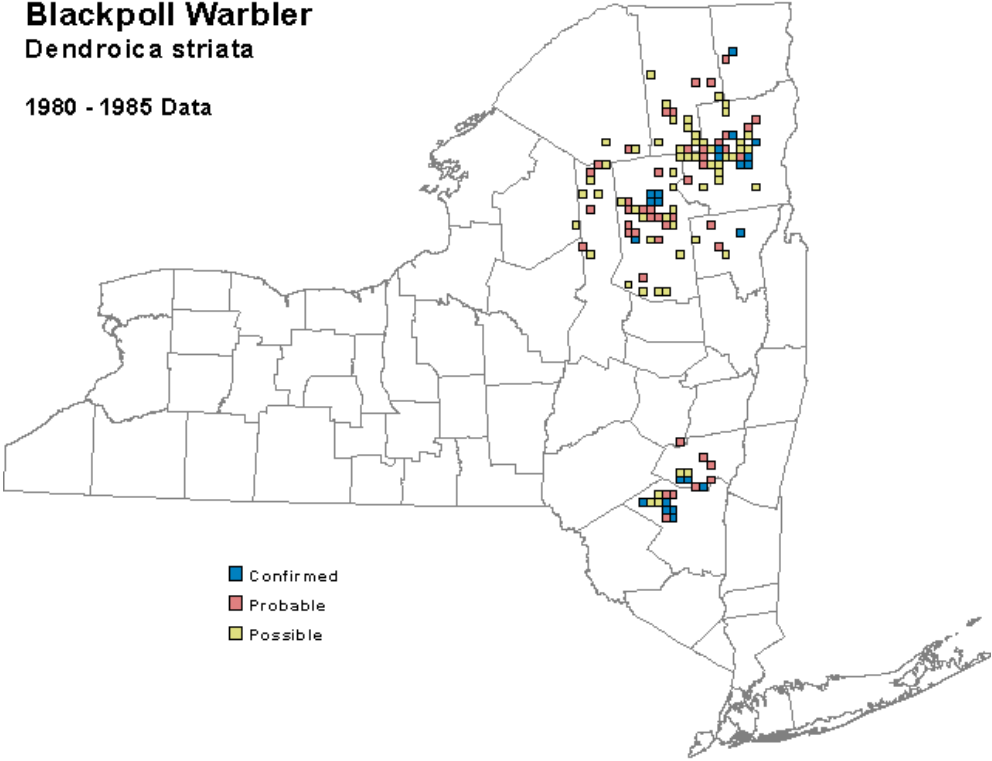 Blackpoll Warbler
Dendroica striata
1980 - 1985 Data
Confirmed
Probable
Possible